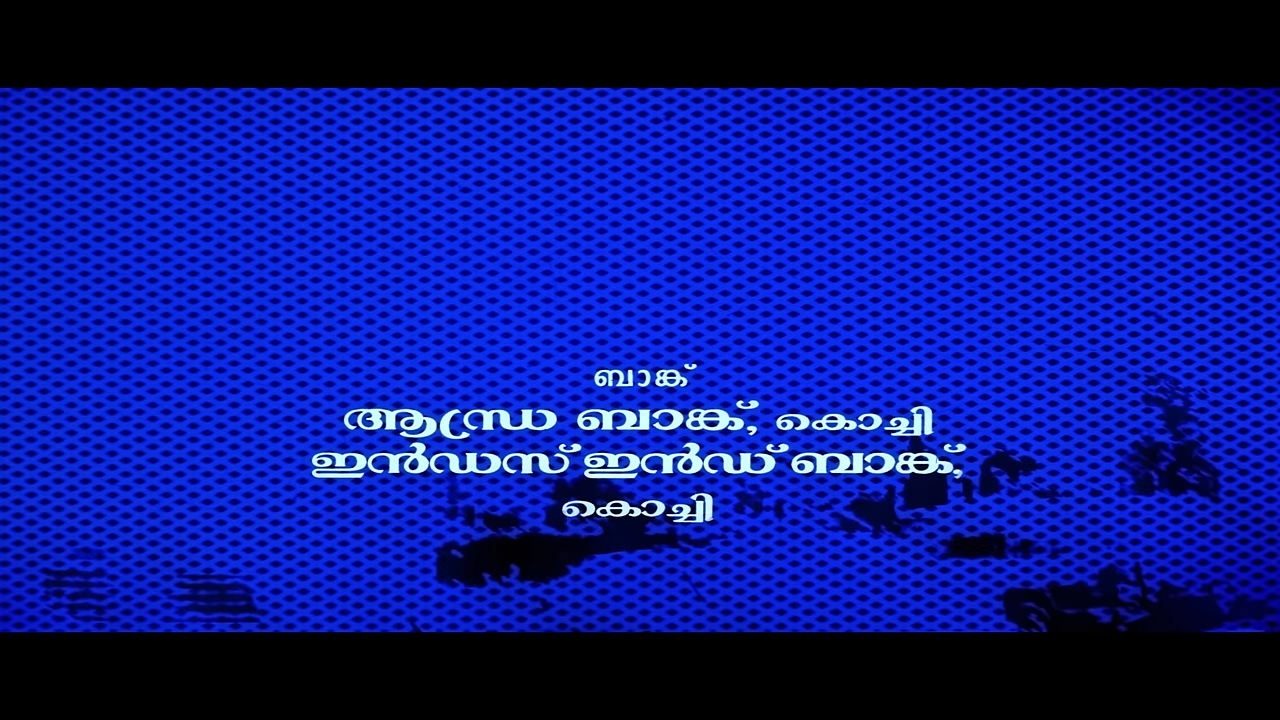 ബാങ്ക്
ആന്ധ്ര ബാങ്ക്, കൊച്ചി
ഇൻഡസ് ഇൻഡ് ബാങ്ക്,
കൊച്ചി